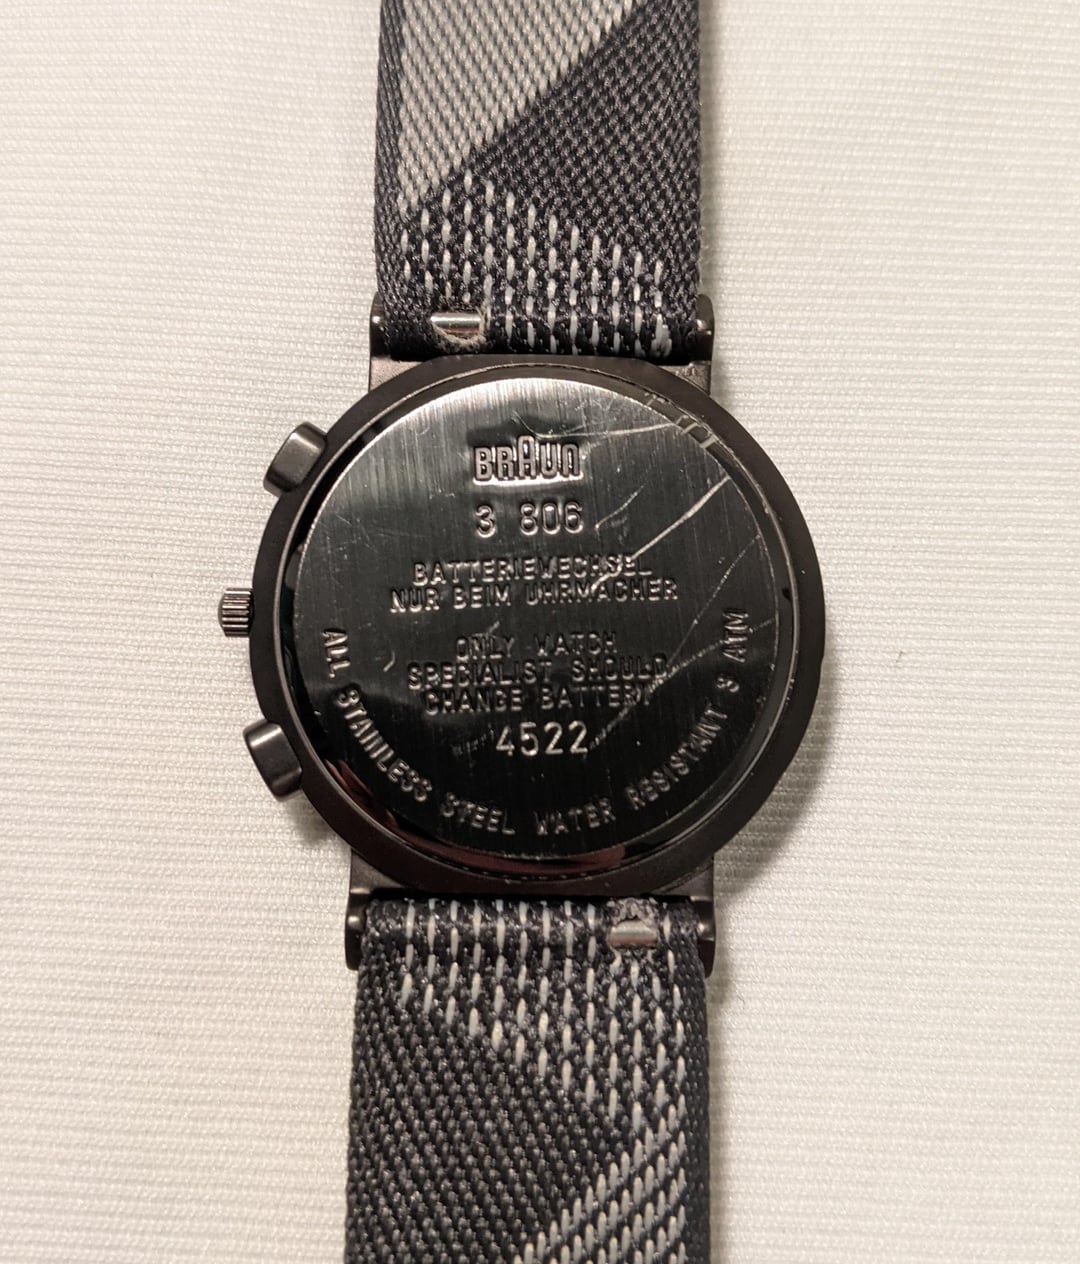 BRAUN
3 806
BATTERIEWECHSEL
NUR BEIM UHRMACHER
ONLY WATCH
SPECIALIST SHOULD
CHANGE BATTERY
4522
ALL STAINLESS STEEL WATER RESISTANT 3 ATM